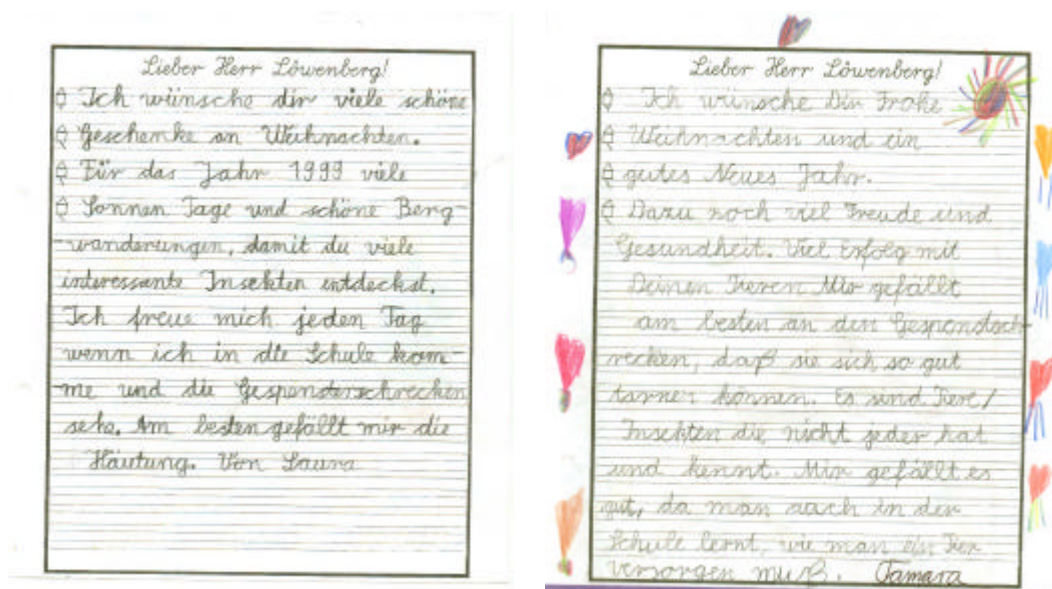 Lieber Herr Löwenberg!
Ich wünsche dir viele schöne
Geschenke an Weihnachten.
Für das Jahr 1999 viele
Sonnen Tage und schöne Berg-
wanderungen, damit du viele
interessante Insekten entdeckst.
Ich freue mich jeden Tag
wenn ich in die Schule kom-
me und die Gespensterschrecken
sehe. Am besten gefällt mir die
Häutung. Von Laura
Lieber Herr Löwenberg!
Ich wünsche Dir Frohe
Weihnachten und ein
gutes Neues Jahr.
Dazu noch viel Freude und
Gesundheit. Viel Erfolg mit
Deinen Tieren Mir gefällt
am besten an den
recken, daß sie sich so gut
tarnen können. Es sind Tiere/
Insekten die nicht jeder hat
und kennt. Mir gefällt es
gut, da man auch in der
Schule lernt, wie man ein Tier
versorgen muß. Tamara